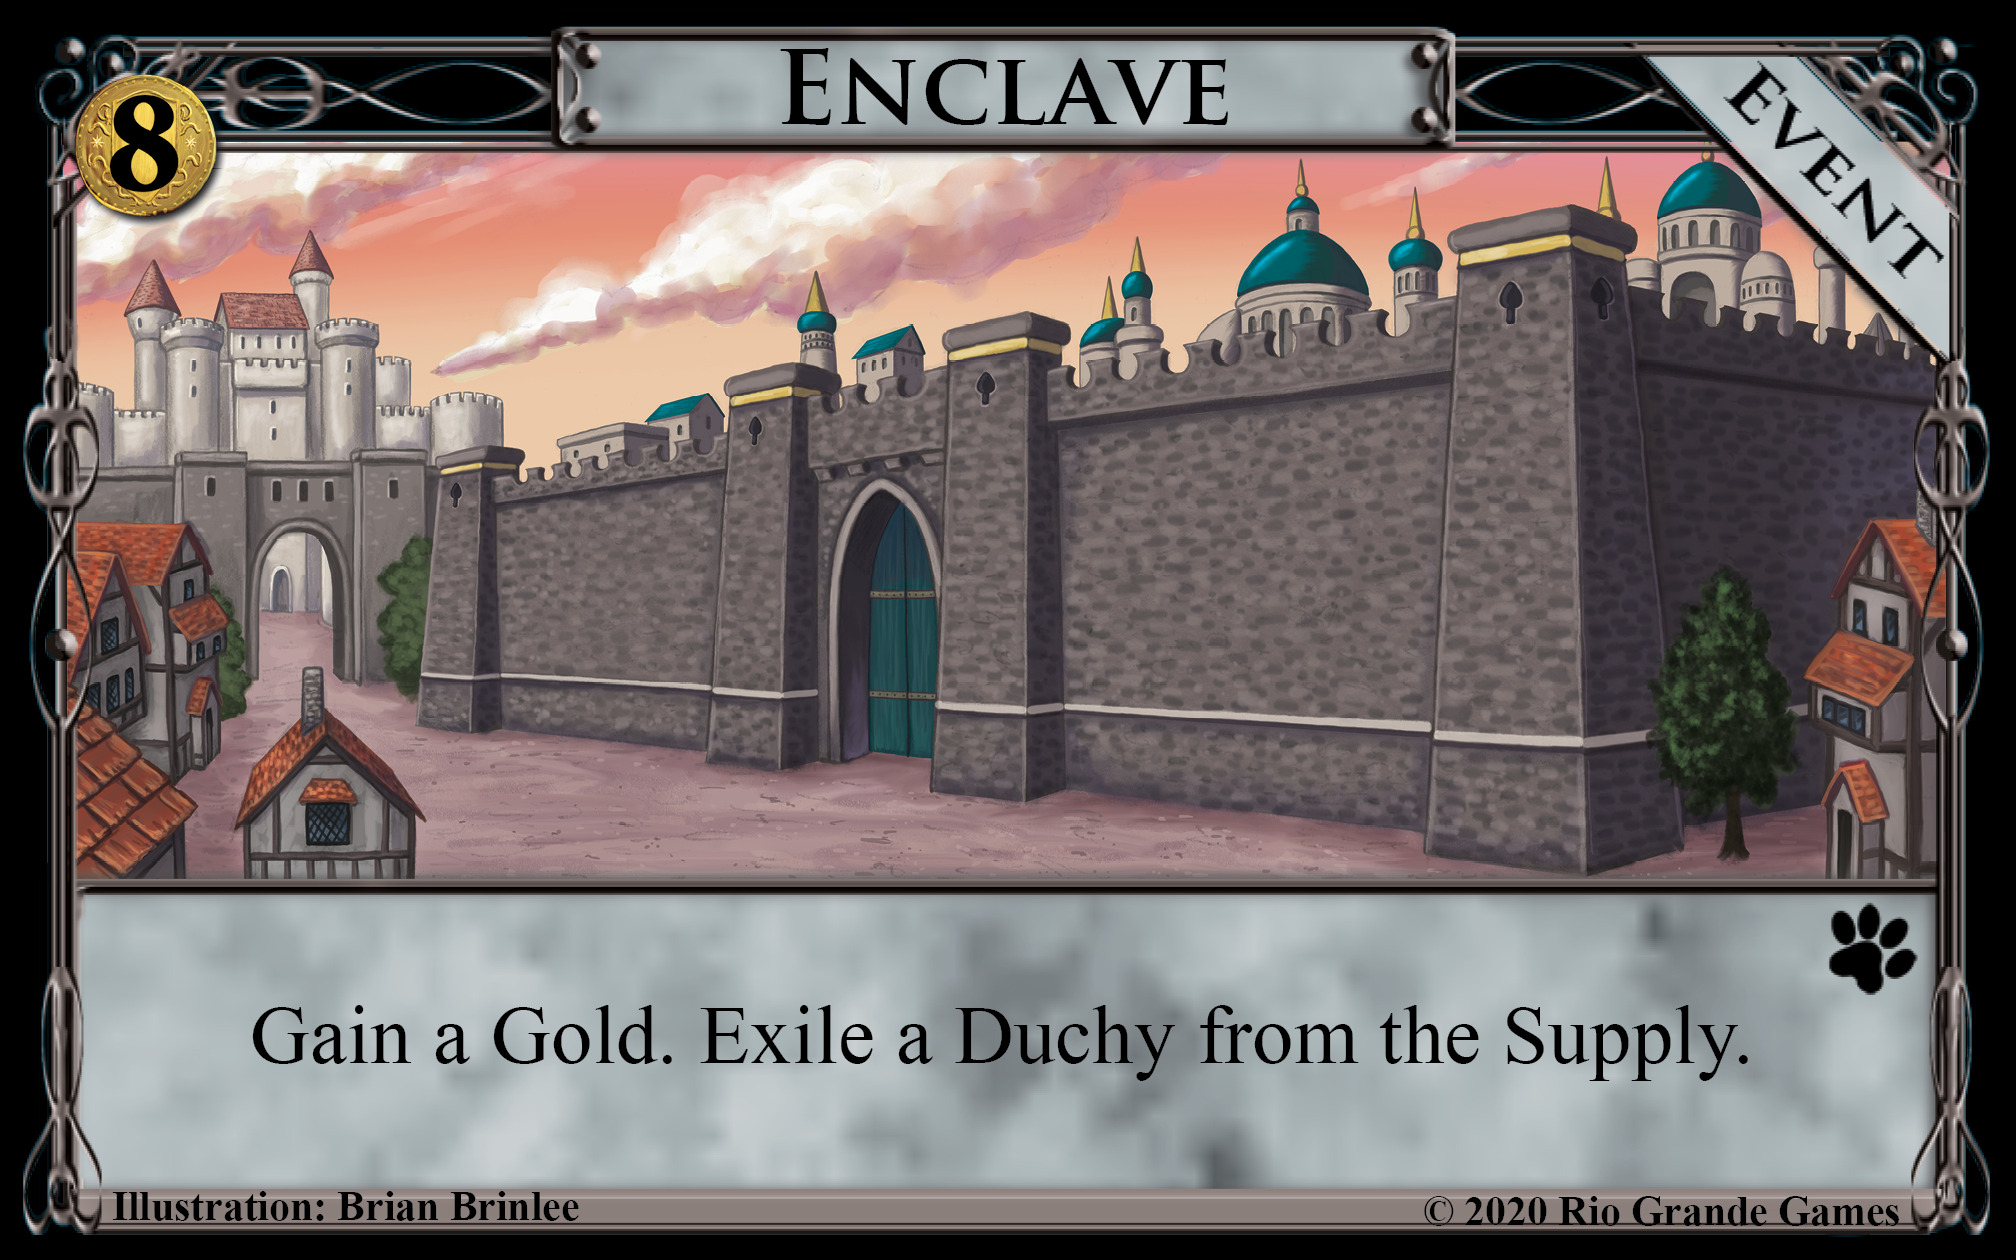 8
ENCLAVE
EVENT
Gain a Gold. Exile a Duchy from the Supply.
Illustration: Brian Brinlee
© 2020 Rio Grande Games